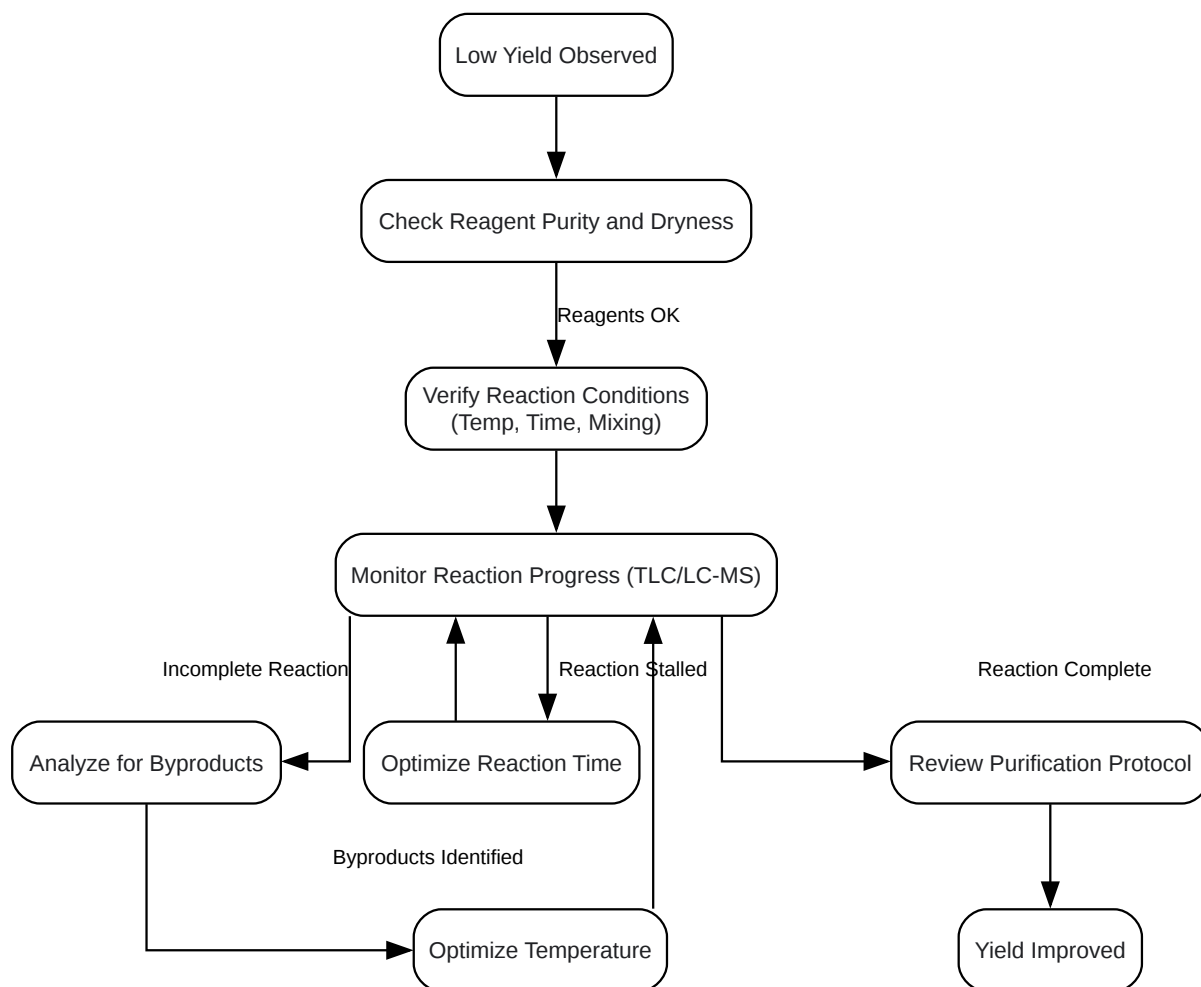 Low Yield Observed
Check Reagent Purity and Dryness
Reagents OK
Verify Reaction Conditions
(Temp, Time, Mixing)
Monitor Reaction Progress (TLC/LC-MS)
Incomplete Reaction
Reaction Stalled
Reaction Complete
Analyze for Byproducts
Optimize Reaction Time
Review Purification Protocol
Byproducts Identified
Optimize Temperature
Yield Improved